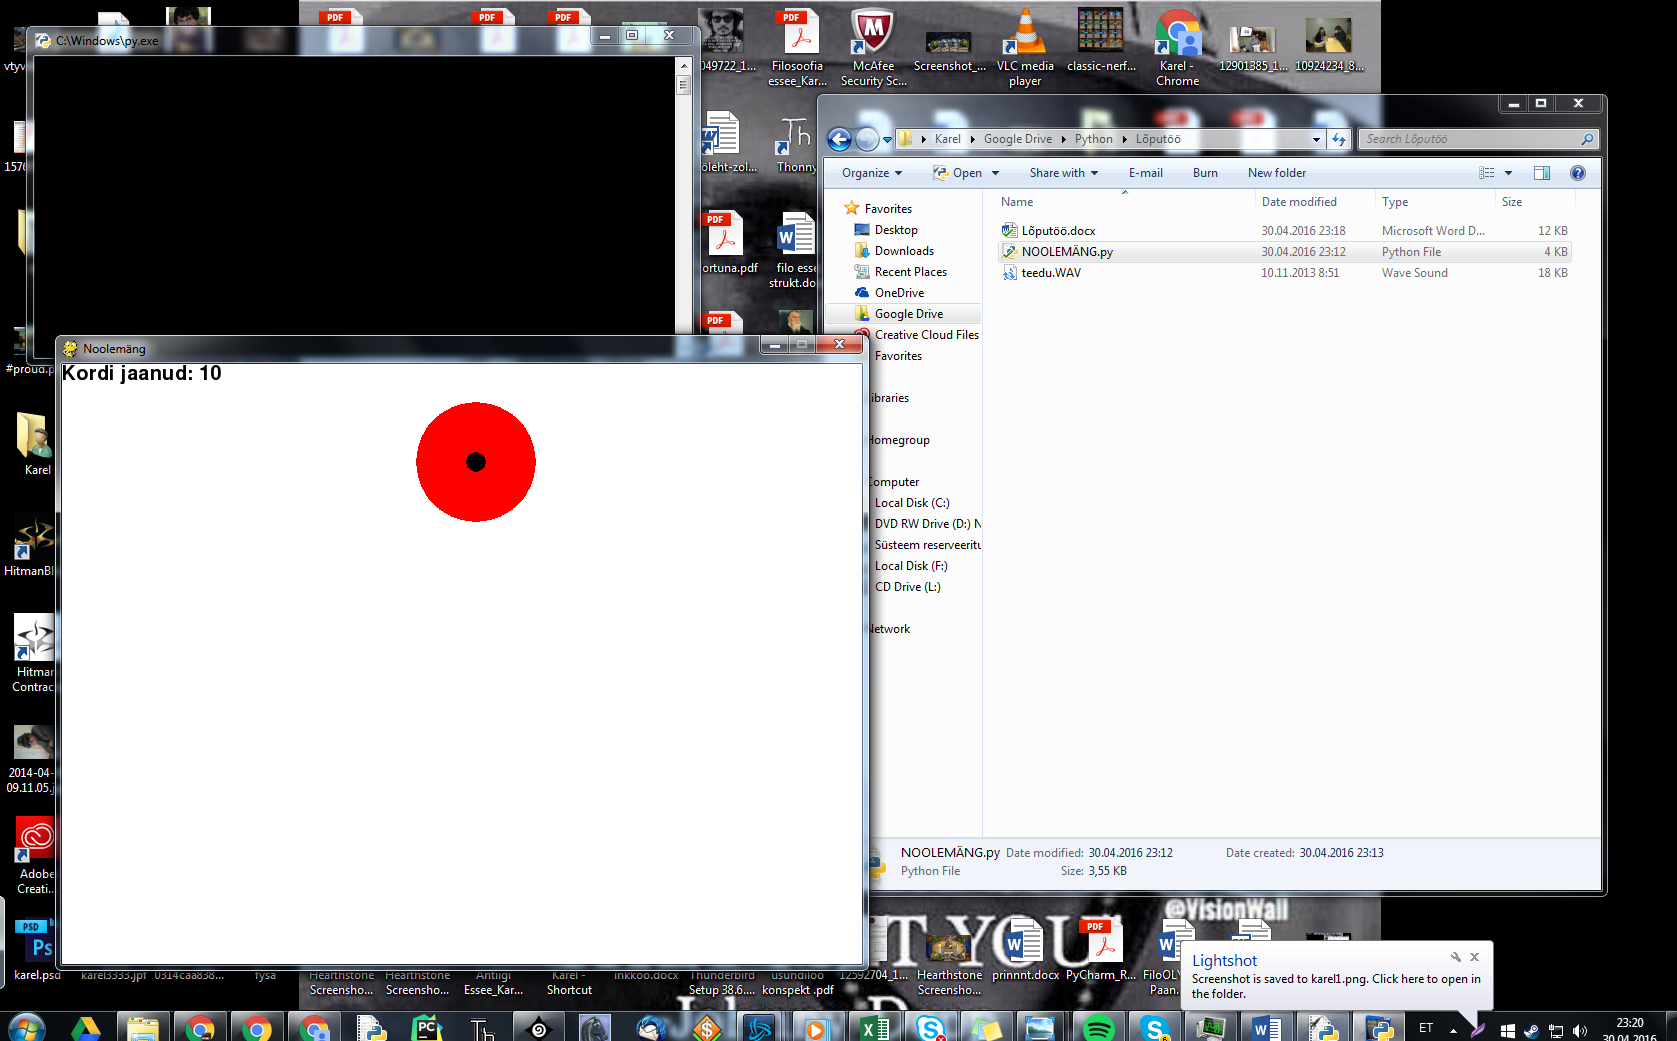 C:\Windows\py.exe
049722_1...
Filosoofia
essee_Kar...
McAfee
Security Sc...
Screenshot_...
VLC media
player
classic-nerf...
Karel -
Chrome
12901385_1...
10924234_8...
vtyv
1570
öleht-zol...
Thonny
ortuna.pdf
filo esse
strukt.do
#proud.p
Karel
HitmanBl
Hitmar
Contrac
2014-04-
09.11.05.j
Adobe
Creati...
karel.psd
Karel
Google Drive
Python
Lõputöö
Search Lõputöö
Organize
Open
Share with
E-mail
Burn
New folder
Favorites
Desktop
Downloads
Recent Places
OneDrive
Google Drive
Creative Cloud Files
Favorites
ibraries
Homegroup
Computer
Local Disk (C:)
DVD RW Drive (D:) N
Süsteem reserveeritu
Local Disk (F:)
CD Drive (L:)
Network
Name Date modified Type Size
Lõputöö.docx 30.04.2016 23:18 Microsoft Word D... 12 KB
NOOLEMÄNG.py 30.04.2016 23:12 Python File 4 KB
teedu.WAV 10.11.2013 8:51 Wave Sound 18 KB
NOOLEMÄNG.py Date modified: 30.04.2016 23:12 Date created: 30.04.2016 23:13
Python File Size: 3,55 KB
Noolemäng
Kordi jaanud: 10
@VisionWall
T YOU
karel3333.jpf
0314caa838...
fysa
Hearthstone
Screensho...
Hearthstone
Screensho...
Antiigi
Essee_Kar...
Karel -
Shortcut
inkkoo.docx
Thunderbird
Setup 38.6....
usundiloo
konspekt .pdf
12592704_1...
Hearthstone
Screensho...
prinnnt.docx
PyCharm_R...
FiloOLY
Paan.
Lightshot
Screenshot is saved to karel1.png. Click here to open in
the folder.
ET
23:20
30.04.2016